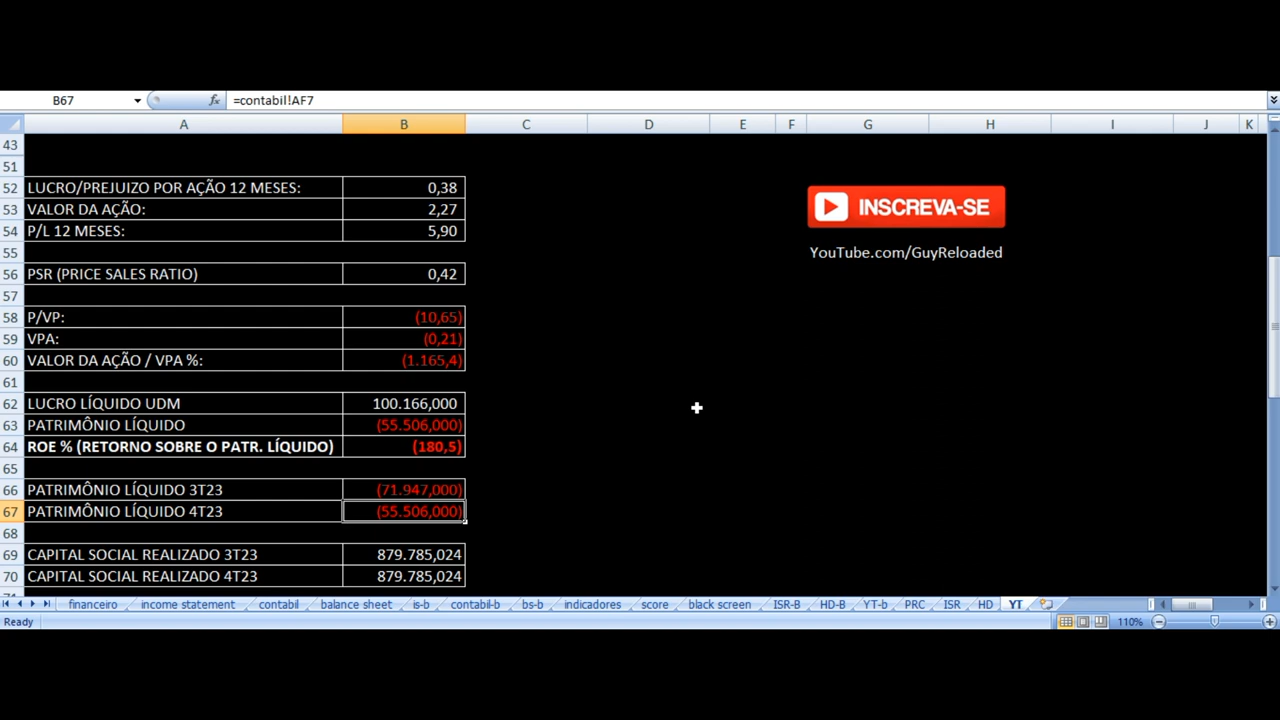 B67 fx =contabil!AF7
A B C D E F G H I J K
43
51
52 LUCRO/PREJUIZO POR AÇÃO 12 MESES: 0,38
53 VALOR DA AÇÃO: 2,27
54 P/L 12 MESES: 5,90
55
56 PSR (PRICE SALES RATIO) 0,42
57
58 P/VP: (10,65)
59 VPA: (0,21)
60 VALOR DA AÇÃO / VPA %: (1.165,4)
61
62 LUCRO LÍQUIDO UDM 100.166,000
63 PATRIMÔNIO LÍQUIDO (55.506,000)
64 ROE % (RETORNO SOBRE O PATR. LÍQUIDO) (180,5)
65
66 PATRIMÔNIO LÍQUIDO 3T23 (71.947,000)
67 PATRIMÔNIO LÍQUIDO 4T23 (55.506,000)
68
69 CAPITAL SOCIAL REALIZADO 3T23 879.785,024
70 CAPITAL SOCIAL REALIZADO 4T23 879.785,024
INSCREVA-SE
YouTube.com/GuyReloaded
financeiro income statement contabil balance sheet is-b contabil-b bs-b indicadores score black screen ISR-B HD-B YT-b PRC ISR HD YT
Ready 110%